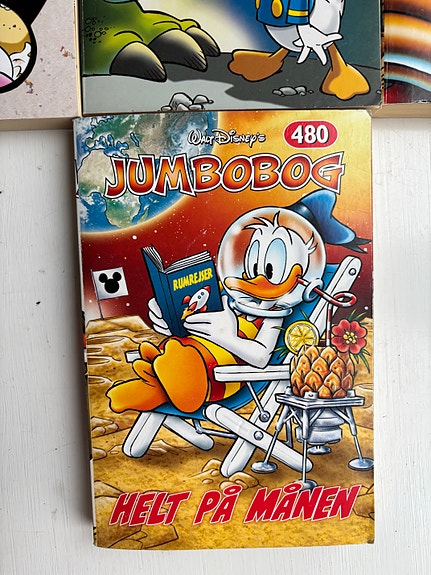 WALT DISNEY'S
480
JUMBOBOG
RUMREJSER
HELT PÅ MÅNEN